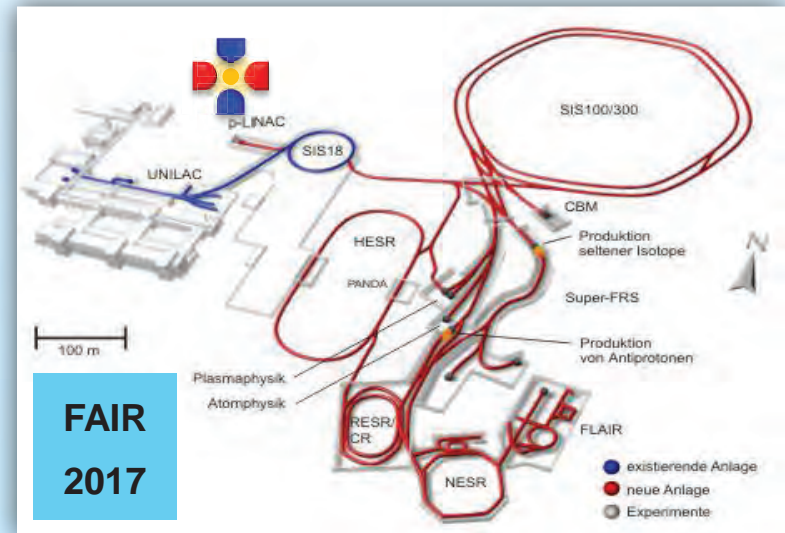 p-LINAC
SIS18
SIS100/300
UNILAC
CBM
HESR
Produktion
seltener Isotope
N
PANDA
Super-FRS
100 m
Produktion
von Antiprotonen
Plasmaphysik
Atomphysik
FAIR
2017
RESR/
CR
FLAIR
NESR
existierende Anlage
neue Anlage
Experimente